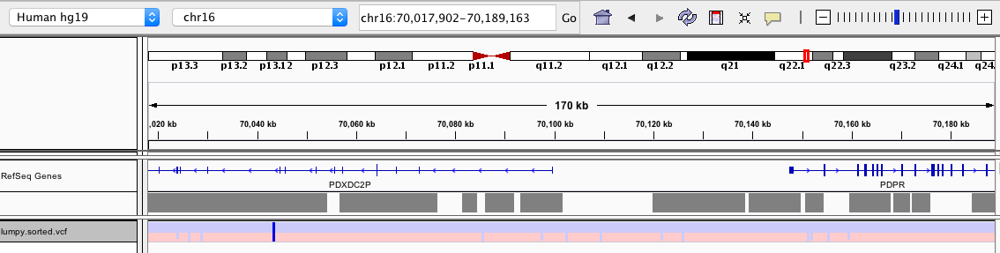 Human hg19 chr16 chr16:70,017,902-70,189,163 Go
p13.3 p13.2 p13.12 p12.3 p12.1 p11.2 p11.1 q11.2 q12.1 q12.2 q21 q22.1 q22.3 q23.2 q24.1 q24.
170 kb
,020 kb 70,040 kb 70,060 kb 70,080 kb 70,100 kb 70,120 kb 70,140 kb 70,160 kb 70,180 kb
RefSeq Genes
PDXDC2P PDPR
lumpy.sorted.vcf